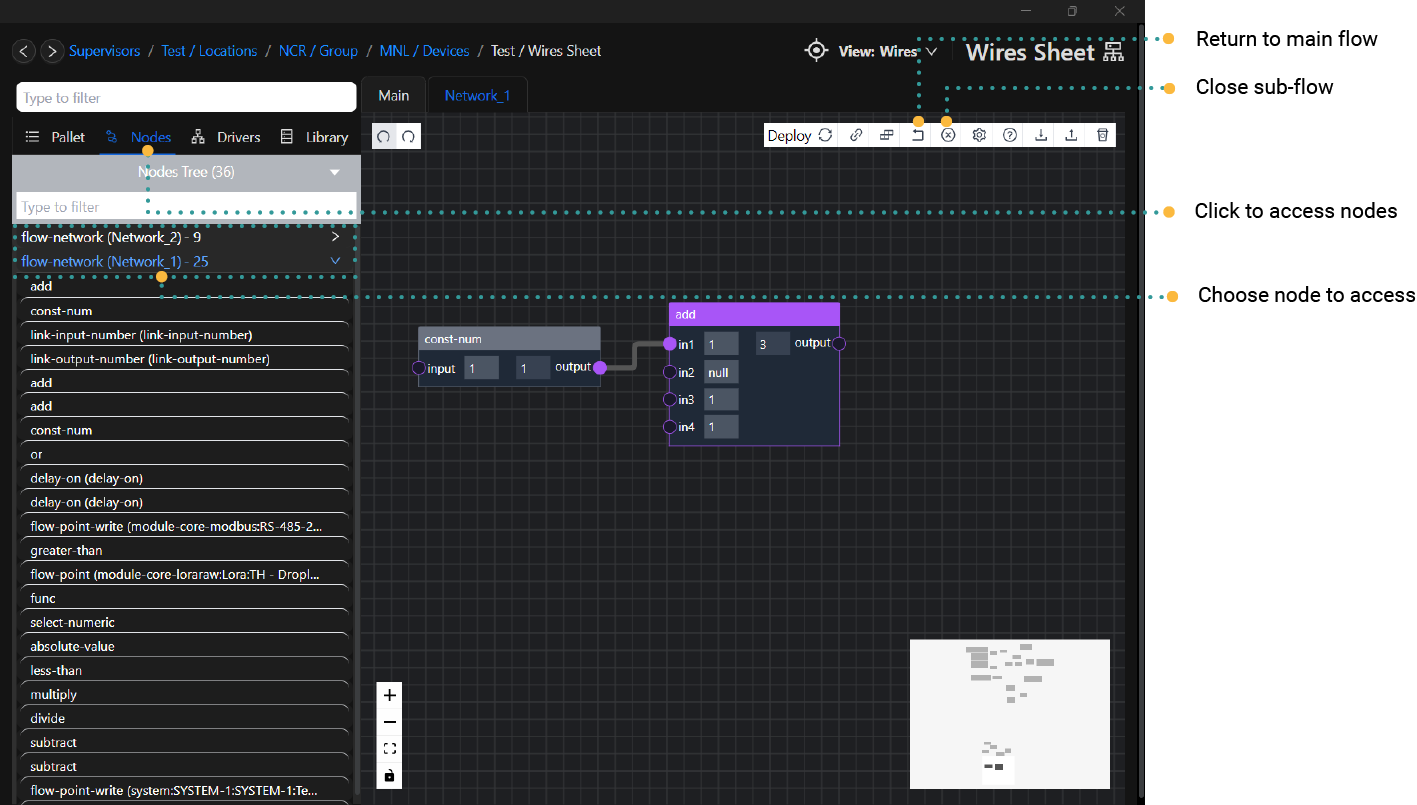 Supervisors / Test / Locations / NCR / Group / MNL / Devices / Test / Wires Sheet
View: Wires
Wires Sheet
Return to main flow
Close sub-flow
Type to filter
Main
Network_1
Pallet
Nodes
Drivers
Library
Deploy
Nodes Tree (36)
Type to filter
Click to access nodes
flow-network (Network_2) - 9
flow-network (Network_1) - 25
Choose node to access
add
const-num
link-input-number (link-input-number)
link-output-number (link-output-number)
add
add
const-num
or
delay-on (delay-on)
delay-on (delay-on)
flow-point-write (module-core-modbus:RS-485-2...
greater-than
flow-point (module-core-loraraw:Lora:TH - Dropl...
func
select-numeric
absolute-value
less-than
multiply
divide
subtract
subtract
flow-point-write (system:SYSTEM-1:SYSTEM-1:Te...
const-num
input 1 1 output
add
in1 1 3 output
in2 null
in3 1
in4 1